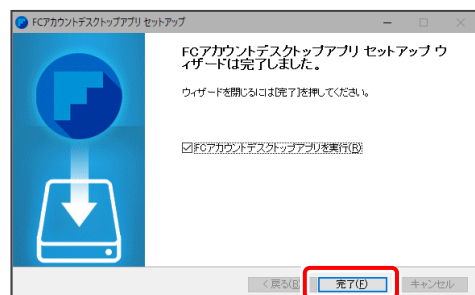 FCアカウントデスクトップアプリ セットアップ
FCアカウントデスクトップアプリ セットアップ ウ
ィザードは完了しました。
ウィザードを閉じるには[完了]を押してください。
FCアカウントデスクトップアプリを実行(R)
< 戻る(B) 完了(F) キャンセル